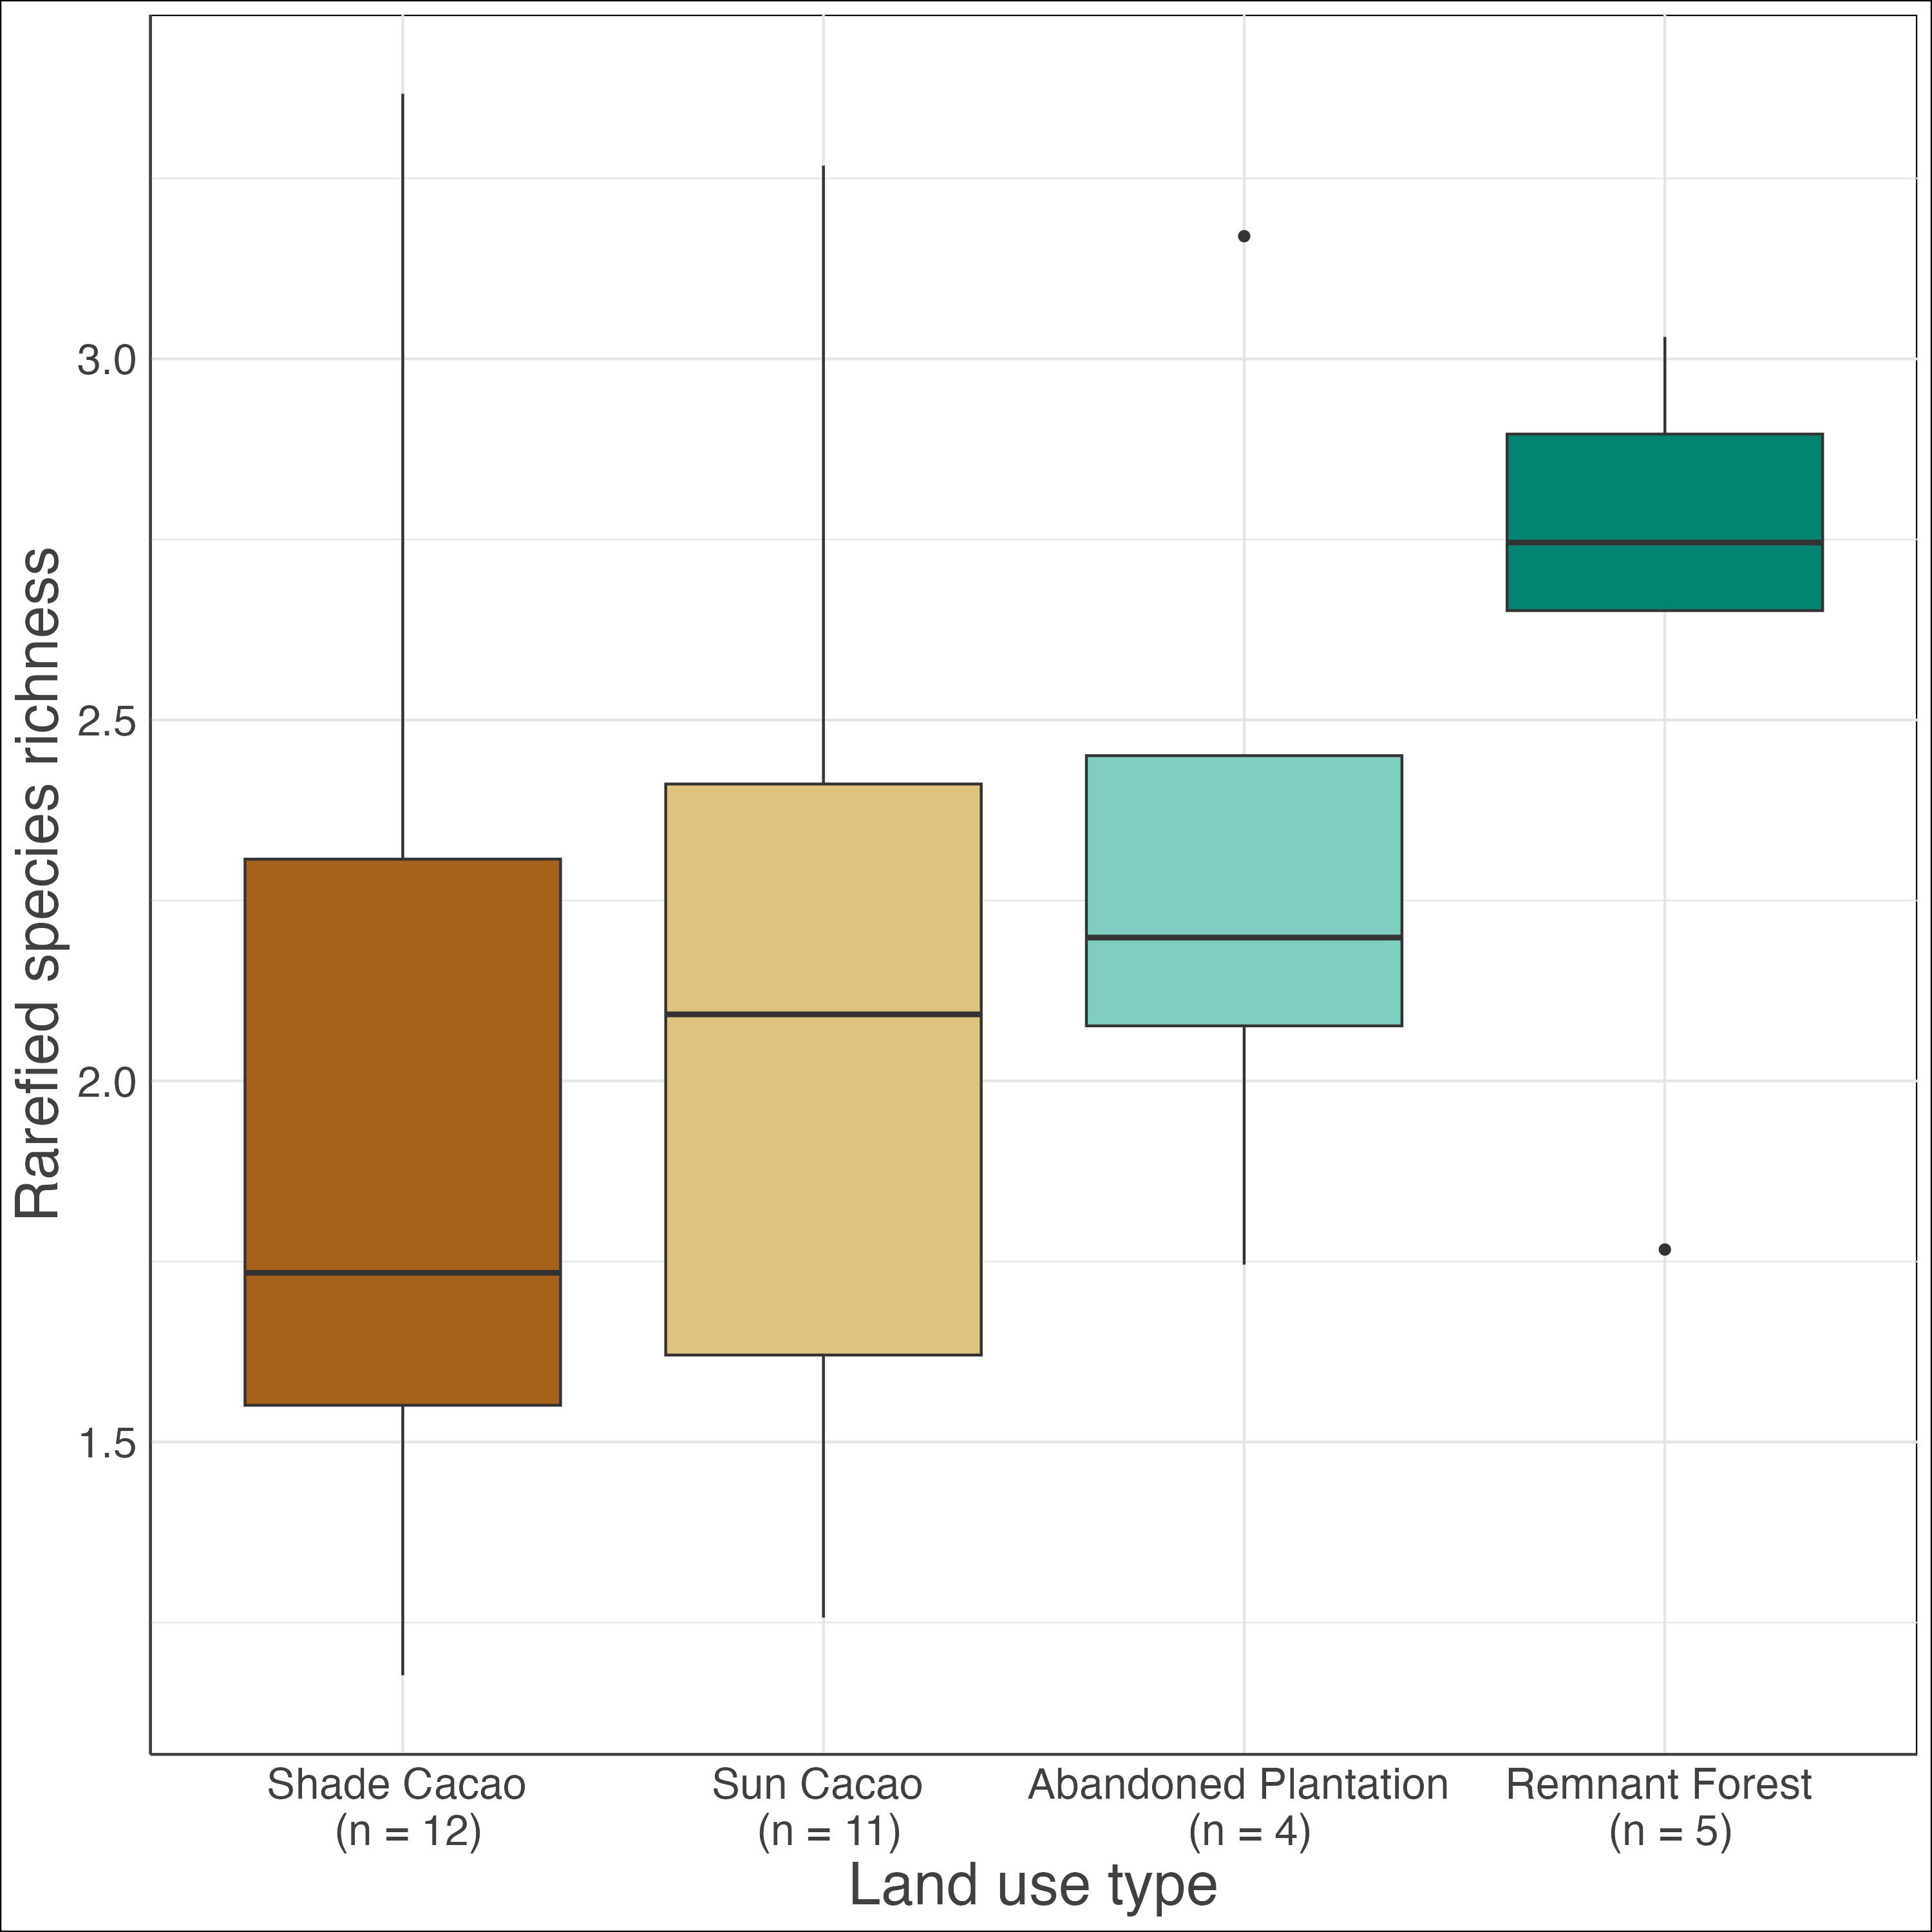 Rarefied species richness
3.0
2.5
2.0
1.5
Shade Cacao
(n = 12)
Sun Cacao
(n = 11)
Abandoned Plantation
(n = 4)
Remnant Forest
(n = 5)
Land use type